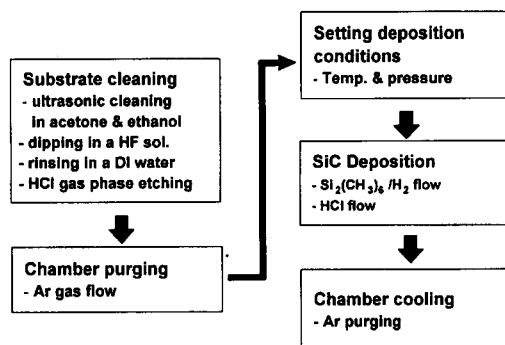 Substrate cleaning
- ultrasonic cleaning
in acetone & ethanol
- dipping in a HF sol.
- rinsing in a DI water
- HCl gas phase etching
Chamber purging
- Ar gas flow
Setting deposition
conditions
- Temp. & pressure
SiC Deposition
- Si₂(CH₃)₆ /H₂ flow
- HCl flow
Chamber cooling
- Ar purging